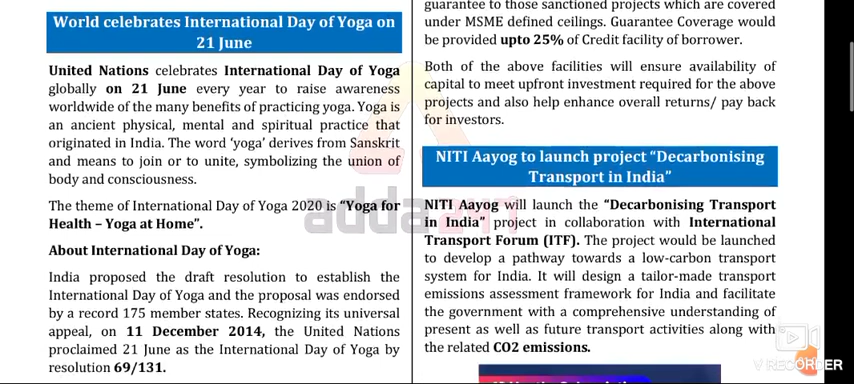 World celebrates International Day of Yoga on
21 June
United Nations celebrates International Day of Yoga
globally on 21 June every year to raise awareness
worldwide of the many benefits of practicing yoga. Yoga is
an ancient physical, mental and spiritual practice that
originated in India. The word ‘yoga’ derives from Sanskrit
and means to join or to unite, symbolizing the union of
body and consciousness.
The theme of International Day of Yoga 2020 is “Yoga for
Health – Yoga at Home”.
About International Day of Yoga:
India proposed the draft resolution to establish the
International Day of Yoga and the proposal was endorsed
by a record 175 member states. Recognizing its universal
appeal, on 11 December 2014, the United Nations
proclaimed 21 June as the International Day of Yoga by
resolution 69/131.
guarantee to those sanctioned projects which are covered
under MSME defined ceilings. Guarantee Coverage would
be provided upto 25% of Credit facility of borrower.
Both of the above facilities will ensure availability of
capital to meet upfront investment required for the above
projects and also help enhance overall returns/ pay back
for investors.
NITI Aayog to launch project “Decarbonising
Transport in India”
NITI Aayog will launch the “Decarbonising Transport
in India” project in collaboration with International
Transport Forum (ITF). The project would be launched
to develop a pathway towards a low-carbon transport
system for India. It will design a tailor-made transport
emissions assessment framework for India and facilitate
the government with a comprehensive understanding of
present as well as future transport activities along with
the related CO2 emissions.
adda247
V RECORDER